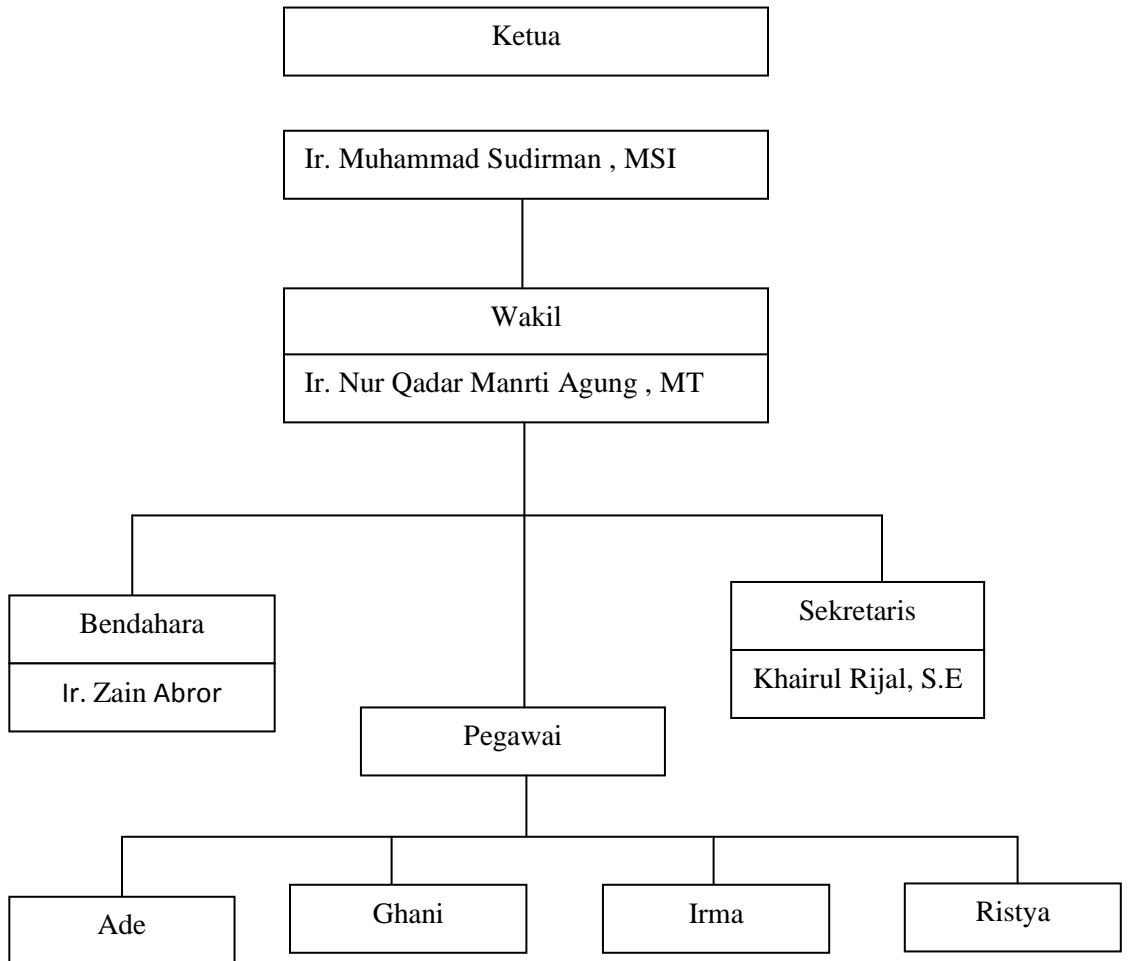 Ketua
Ir. Muhammad Sudirman , MSI
Wakil
Ir. Nur Qadar Manrti Agung , MT
Bendahara
Ir. Zain Abror
Sekretaris
Khairul Rijal, S.E
Pegawai
Ade
Ghani
Irma
Ristya